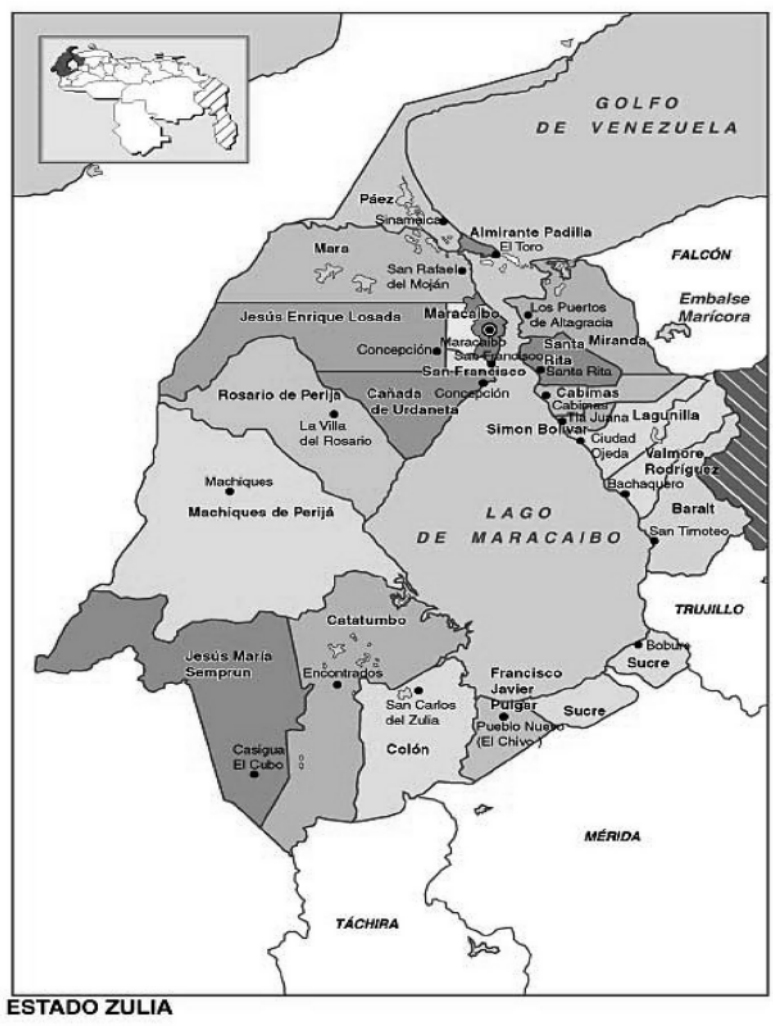 GOLFO
DE VENEZUELA
Páez
Sinamaica
Almirante Padilla
El Toro
Mara
FALCÓN
San Rafael
del Moján
Embalse
Marícora
Jesús Enrique Losada
Maracaibo
Los Puertos
de Altagracia
Maracaibo
Santa
Rita
Miranda
Concepción
San Francisco
San Francisco
Santa Rita
Rosario de Perijá
Cañada
de Urdaneta
Concepción
Cabimas
Cabimas
La Villa
del Rosario
Tía Juana
Lagunilla
Simon Bolívar
Ciudad
Ojeda
Valmore
Rodríguez
Machiques
Bachaquero
Machiques de Perijá
LAGO
DE MARACAIBO
Baralt
San Timoteo
TRUJILLO
Catatumbo
Jesús María
Semprun
Bobure
Sucre
Encontrados
Francisco
Javier
Pulgar
San Carlos
del Zulia
Sucre
Pueblo Nuevo
(El Chivo)
Colón
Casigua
El Cubo
MÉRIDA
TÁCHIRA
ESTADO ZULIA